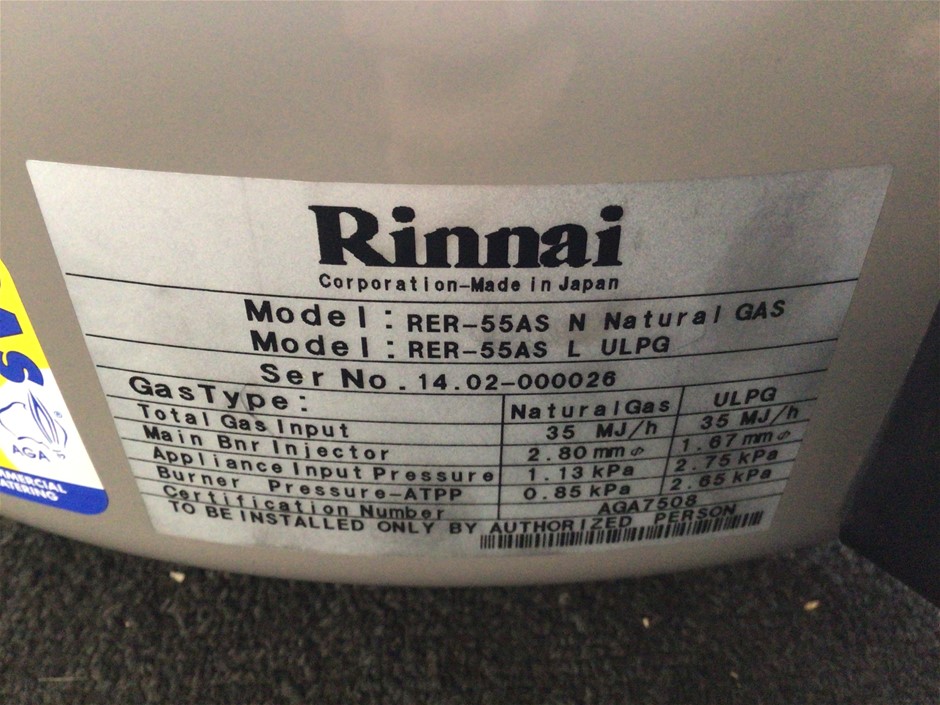 Rinnai
Corporation-Made in Japan
Model : RER-55AS N Natural GAS
Model : RER-55AS L ULPG
Ser No. 14.02-000026
GasType: NaturalGas ULPG
Total Gas Input 35 MJ/h 35 MJ/h
Main Bnr Injector 2.80 mm ⌀ 1.67 mm ⌀
Appliance Input Pressure 1.13 kPa 2.75 kPa
Burner Pressure-ATPP 0.85 kPa 2.65 kPa
Certification Number AGA7508
TO BE INSTALLED ONLY BY AUTHORIZED PERSON
AGA